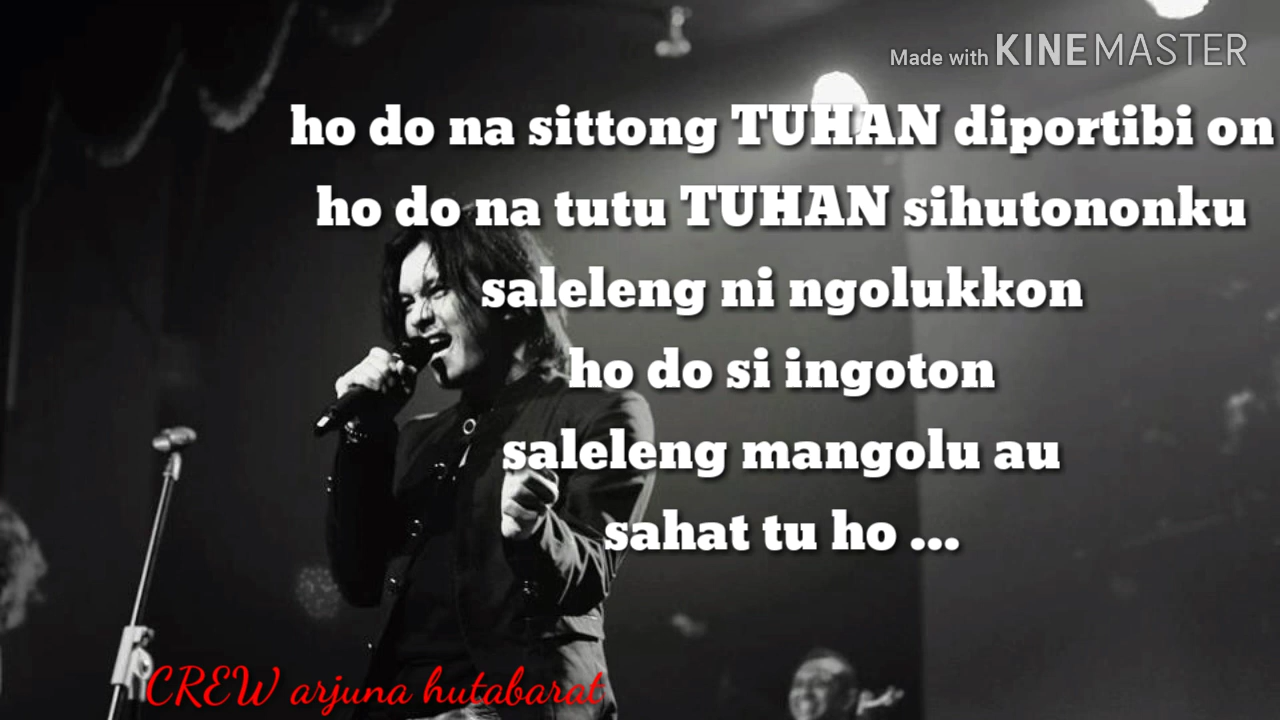 Made with KINEMASTER
ho do na sittong TUHAN diportibi on
ho do na tutu TUHAN sihutononku
saleleng ni ngolukkon
ho do si ingoton
saleleng mangolu au
sahat tu ho ...
CREW arjuna hutabarat